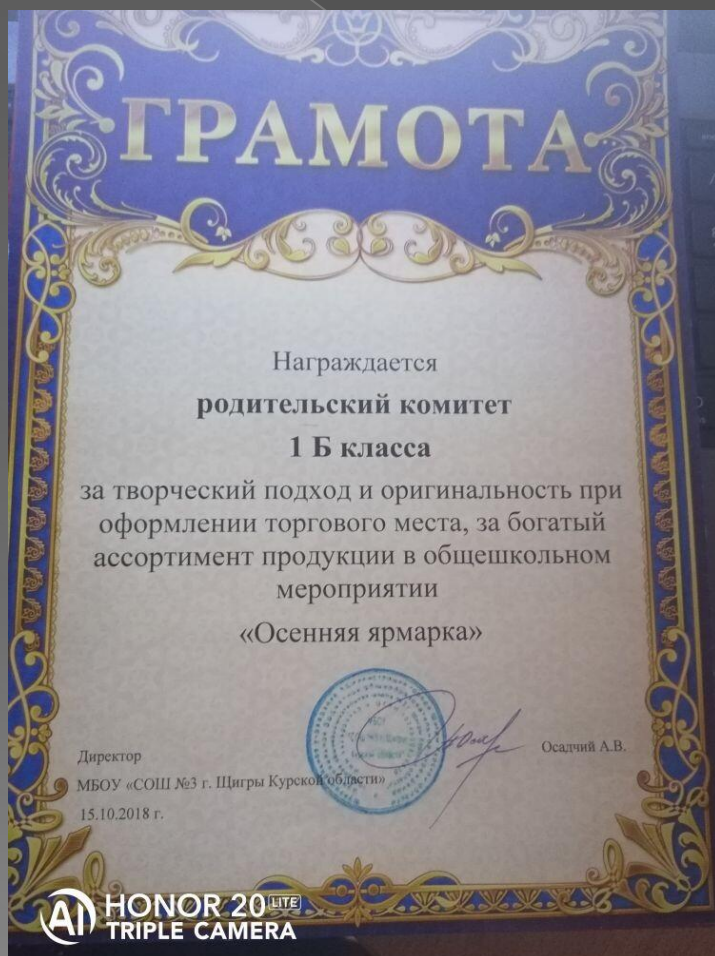 ГРАМОТА
Награждается
родительский комитет
1 Б класса
за творческий подход и оригинальность при
оформлении торгового места, за богатый
ассортимент продукции в общешкольном
мероприятии
«Осенняя ярмарка»
Директор
Осадчий А.В.
МБОУ «СОШ №3 г. Щигры Курской области»
15.10.2018 г.
AI HONOR 20 LITE
TRIPLE CAMERA